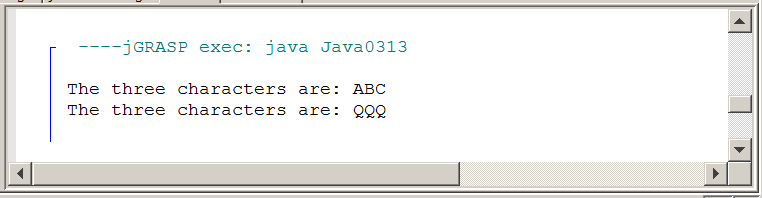 ----jGRASP exec: java Java0313
The three characters are: ABC
The three characters are: QQQ